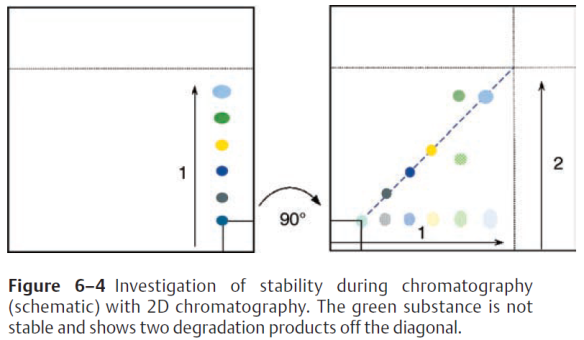 1
90°
1
2
Figure 6–4 Investigation of stability during chromatography
(schematic) with 2D chromatography. The green substance is not
stable and shows two degradation products off the diagonal.